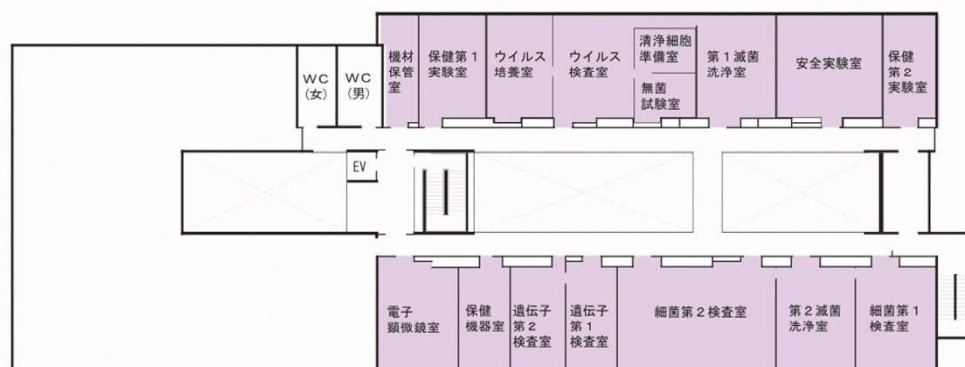 機材
保管
室
保健第１
実験室
ウイルス
培養室
ウイルス
検査室
清浄細胞
準備室
無菌
試験室
第１滅菌
洗浄室
安全実験室
保健
第２
実験室
ＷＣ
（女）
ＷＣ
（男）
EV
電子
顕微鏡室
保健
機器室
遺伝子
第２
検査室
遺伝子
第１
検査室
細菌第２検査室
第２滅菌
洗浄室
細菌第１
検査室